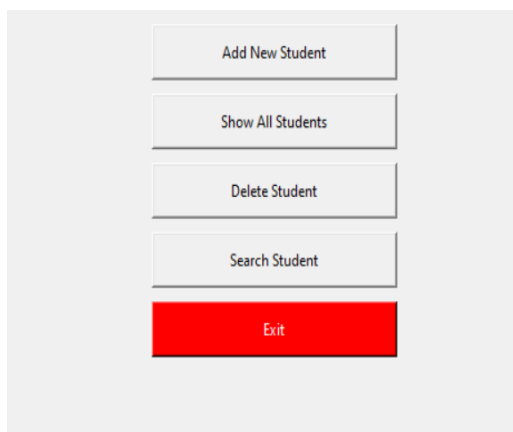 Add New Student
Show All Students
Delete Student
Search Student
Exit